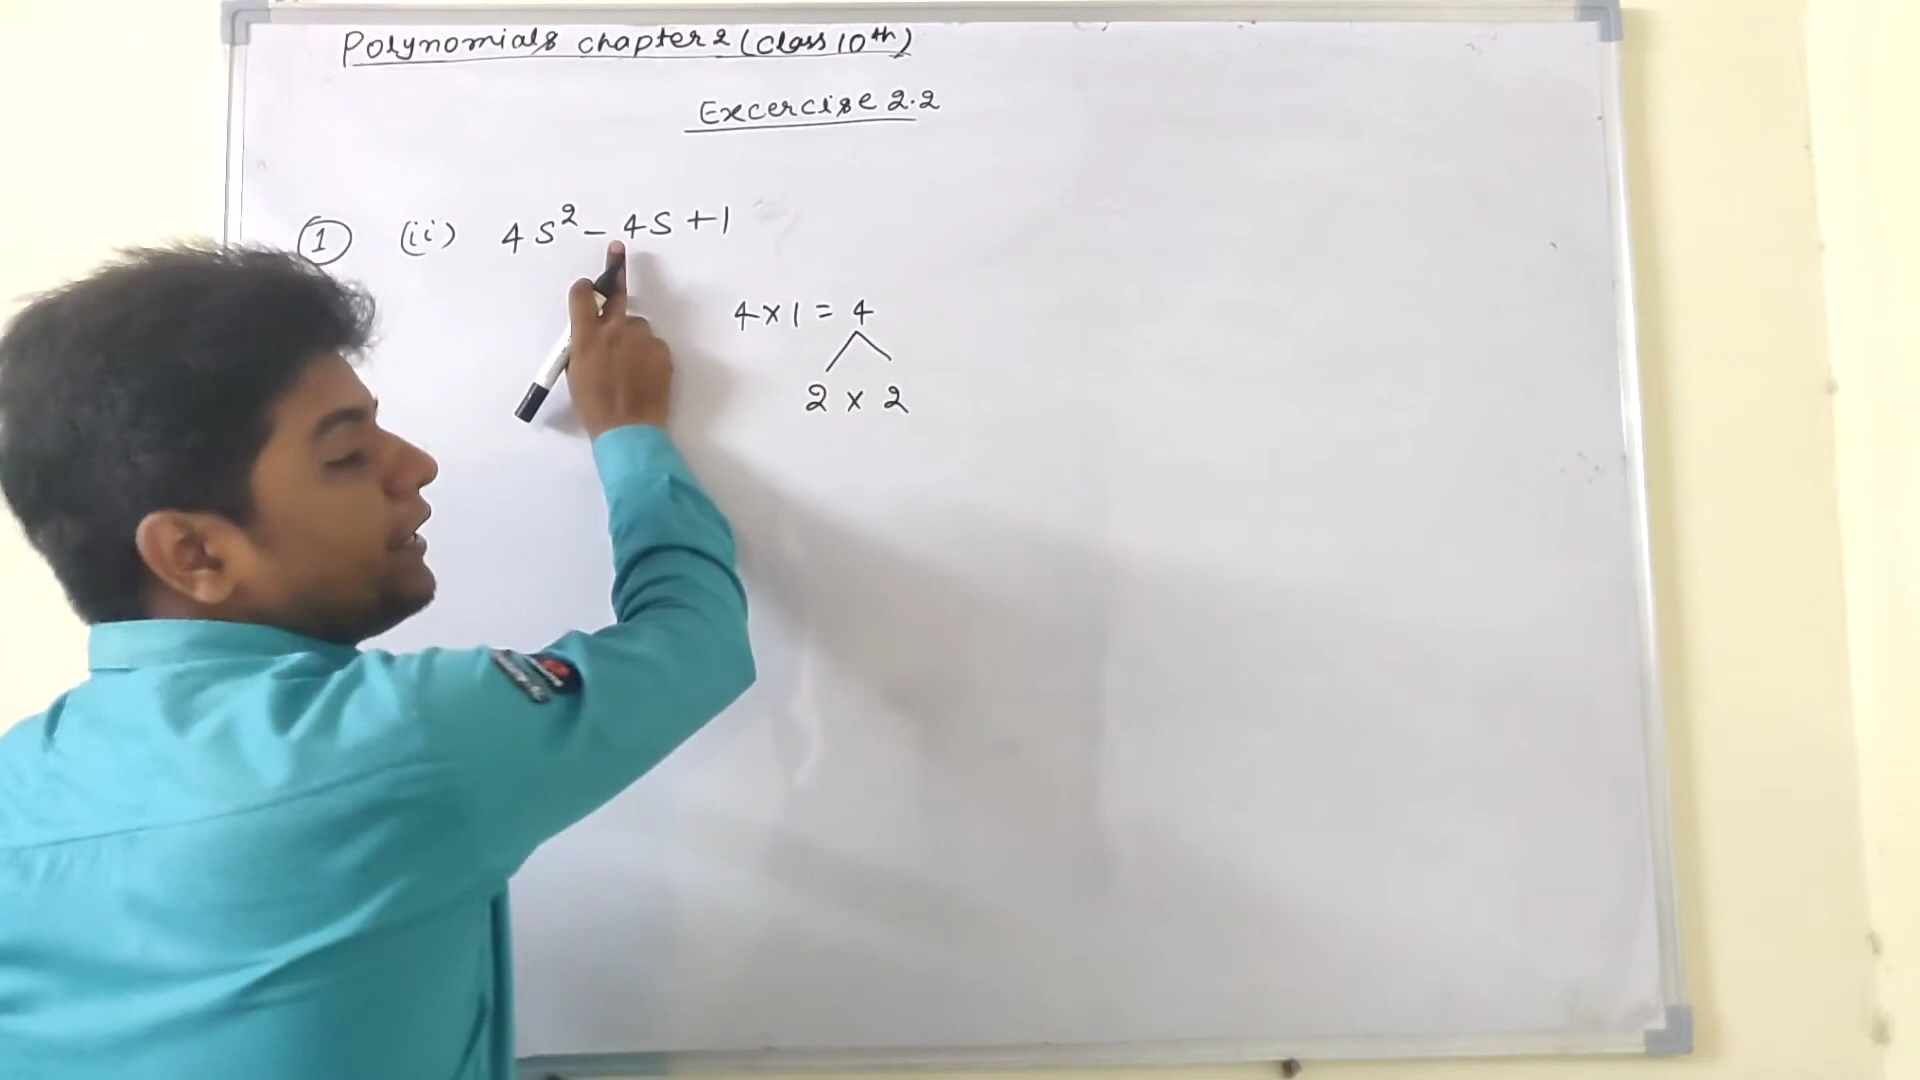 Polynomials chapter 2 (Class 10th)
Excercise 2.2
1 (ii) 4S² - 4S + 1
4 x 1 = 4
2 x 2